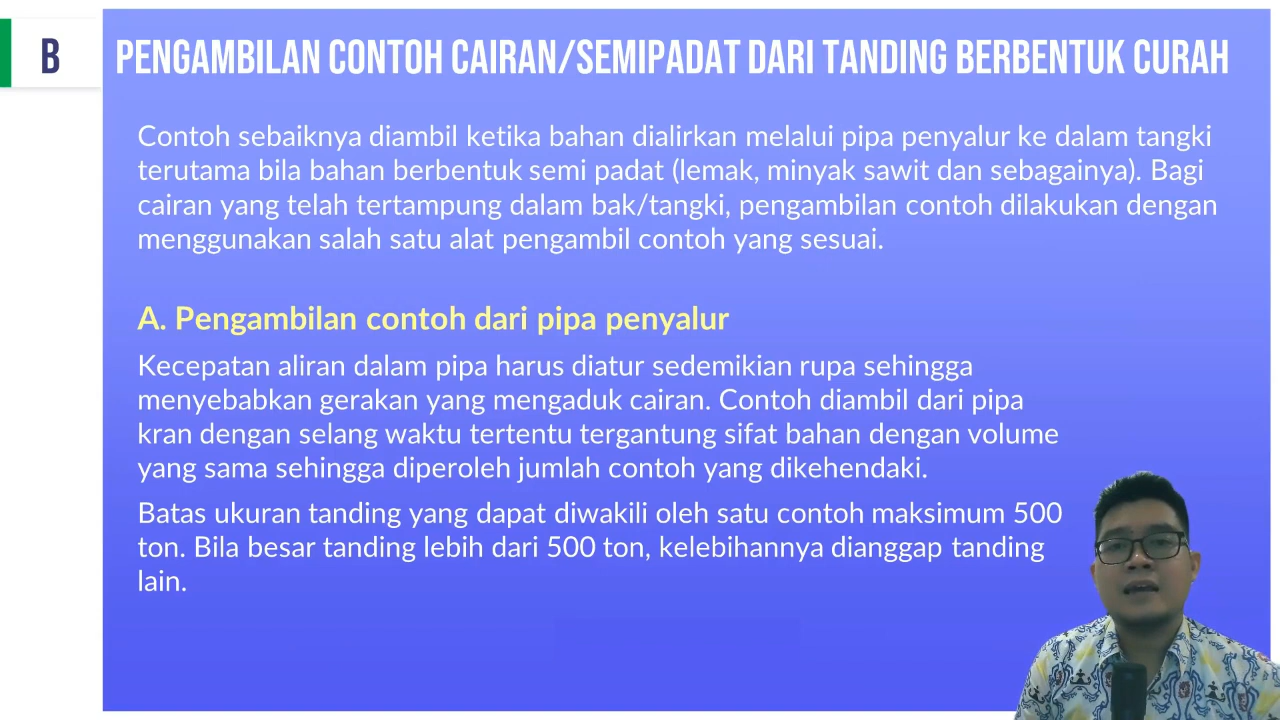 B
PENGAMBILAN CONTOH CAIRAN/SEMIPADAT DARI TANDING BERBENTUK CURAH
Contoh sebaiknya diambil ketika bahan dialirkan melalui pipa penyalur ke dalam tangki
terutama bila bahan berbentuk semi padat (lemak, minyak sawit dan sebagainya). Bagi
cairan yang telah tertampung dalam bak/tangki, pengambilan contoh dilakukan dengan
menggunakan salah satu alat pengambil contoh yang sesuai.
A. Pengambilan contoh dari pipa penyalur
Kecepatan aliran dalam pipa harus diatur sedemikian rupa sehingga
menyebabkan gerakan yang mengaduk cairan. Contoh diambil dari pipa
kran dengan selang waktu tertentu tergantung sifat bahan dengan volume
yang sama sehingga diperoleh jumlah contoh yang dikehendaki.
Batas ukuran tanding yang dapat diwakili oleh satu contoh maksimum 500
ton. Bila besar tanding lebih dari 500 ton, kelebihannya dianggap tanding
lain.